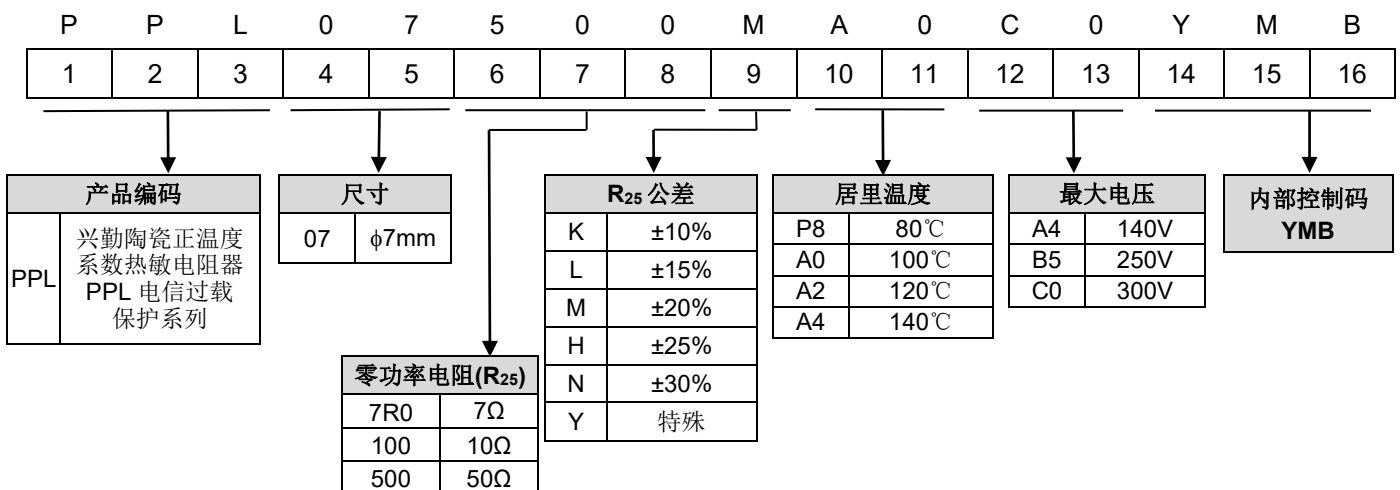 P P L 0 7 5 0 0 M A 0 C 0 Y M B
1 2 3 4 5 6 7 8 9 10 11 12 13 14 15 16
产品编码
PPL
兴勤陶瓷正温度
系数热敏电阻器
PPL 电信过载
保护系列
尺寸
07 ϕ7mm
零功率电阻(R25)
7R0 7Ω
100 10Ω
500 50Ω
R25 公差
K ±10%
L ±15%
M ±20%
H ±25%
N ±30%
Y 特殊
居里温度
P8 80℃
A0 100℃
A2 120℃
A4 140℃
最大电压
A4 140V
B5 250V
C0 300V
内部控制码
YMB